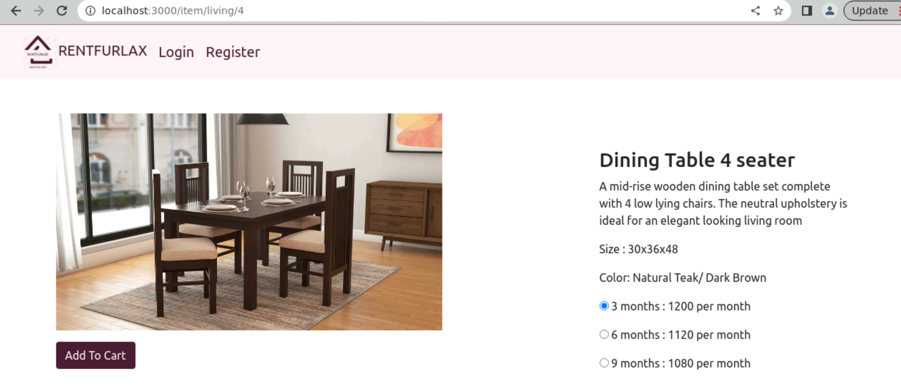 localhost:3000/item/living/4
Update
RENTFURLAX
RENTFURLAX Login Register
Dining Table 4 seater
A mid-rise wooden dining table set complete
with 4 low lying chairs. The neutral upholstery is
ideal for an elegant looking living room
Size : 30x36x48
Color: Natural Teak/ Dark Brown
3 months : 1200 per month
6 months : 1120 per month
9 months : 1080 per month
Add To Cart